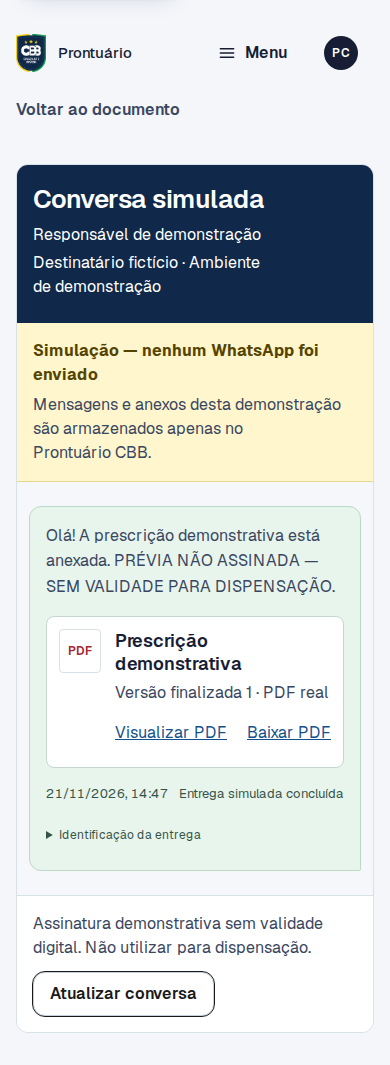 CBB
Prontuário
Menu
PC
Voltar ao documento
Conversa simulada
Responsável de demonstração
Destinatário fictício · Ambiente
de demonstração
Simulação — nenhum WhatsApp foi
enviado
Mensagens e anexos desta demonstração
são armazenados apenas no
Prontuário CBB.
Olá! A prescrição demonstrativa está
anexada. PRÉVIA NÃO ASSINADA —
SEM VALIDADE PARA DISPENSAÇÃO.
PDF
Prescrição
demonstrativa
Versão finalizada 1 · PDF real
Visualizar PDF Baixar PDF
21/11/2026, 14:47 Entrega simulada concluída
Identificação da entrega
Assinatura demonstrativa sem validade
digital. Não utilizar para dispensação.
Atualizar conversa